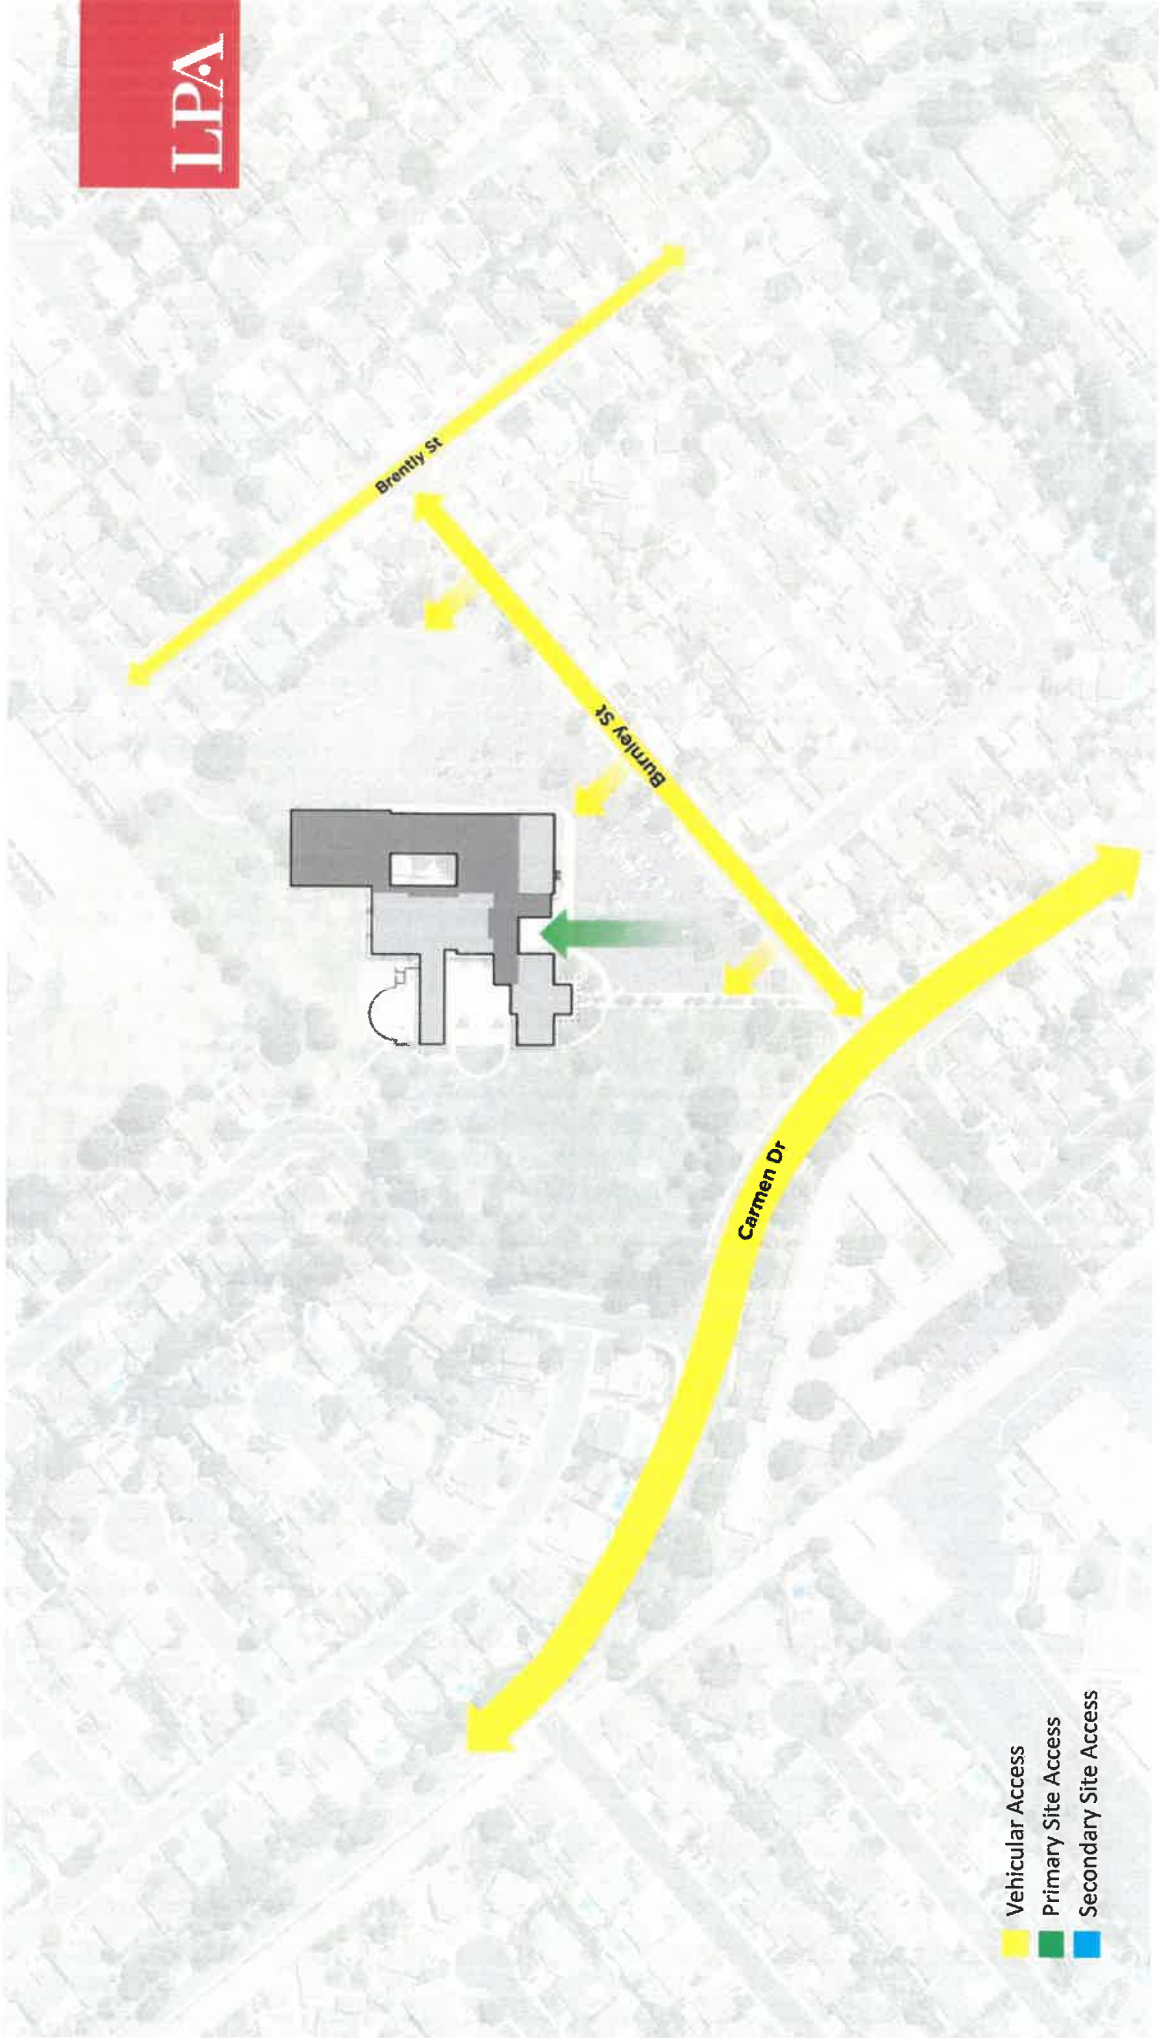 LPA
Brently St
Burnley St
Carmen Dr
Vehicular Access
Primary Site Access
Secondary Site Access